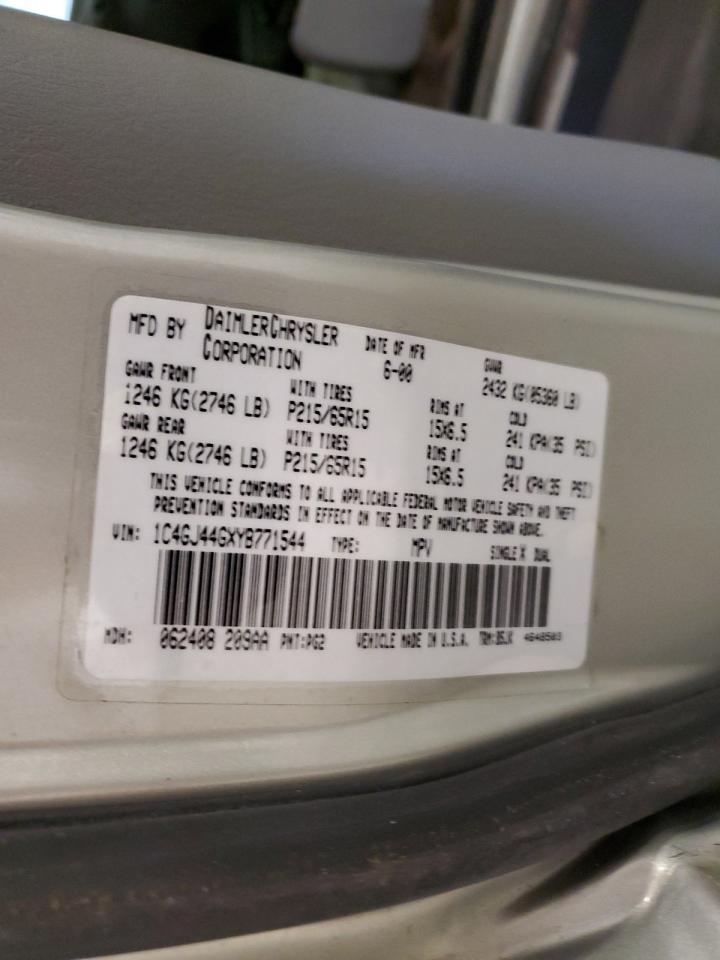 MFD BY DAIMLERCHRYSLER CORPORATION DATE OF MFR 6-00 GVWR 2432 KG(05360 LB)
GAWR FRONT WITH TIRES RIMS AT COLD
1246 KG(2746 LB) P215/65R15 15X6.5 241 KPA(35 PSI)
GAWR REAR WITH TIRES RIMS AT COLD
1246 KG(2746 LB) P215/65R15 15X6.5 241 KPA(35 PSI)
THIS VEHICLE CONFORMS TO ALL APPLICABLE FEDERAL MOTOR VEHICLE SAFETY AND THEFT
PREVENTION STANDARDS IN EFFECT ON THE DATE OF MANUFACTURE SHOWN ABOVE.
VIN: 1C4GJ44GXYB771544 TYPE: MPV SINGLE X DUAL
MDH: 062408 209AA PNT:PG2 VEHICLE MADE IN U.S.A. 4648503